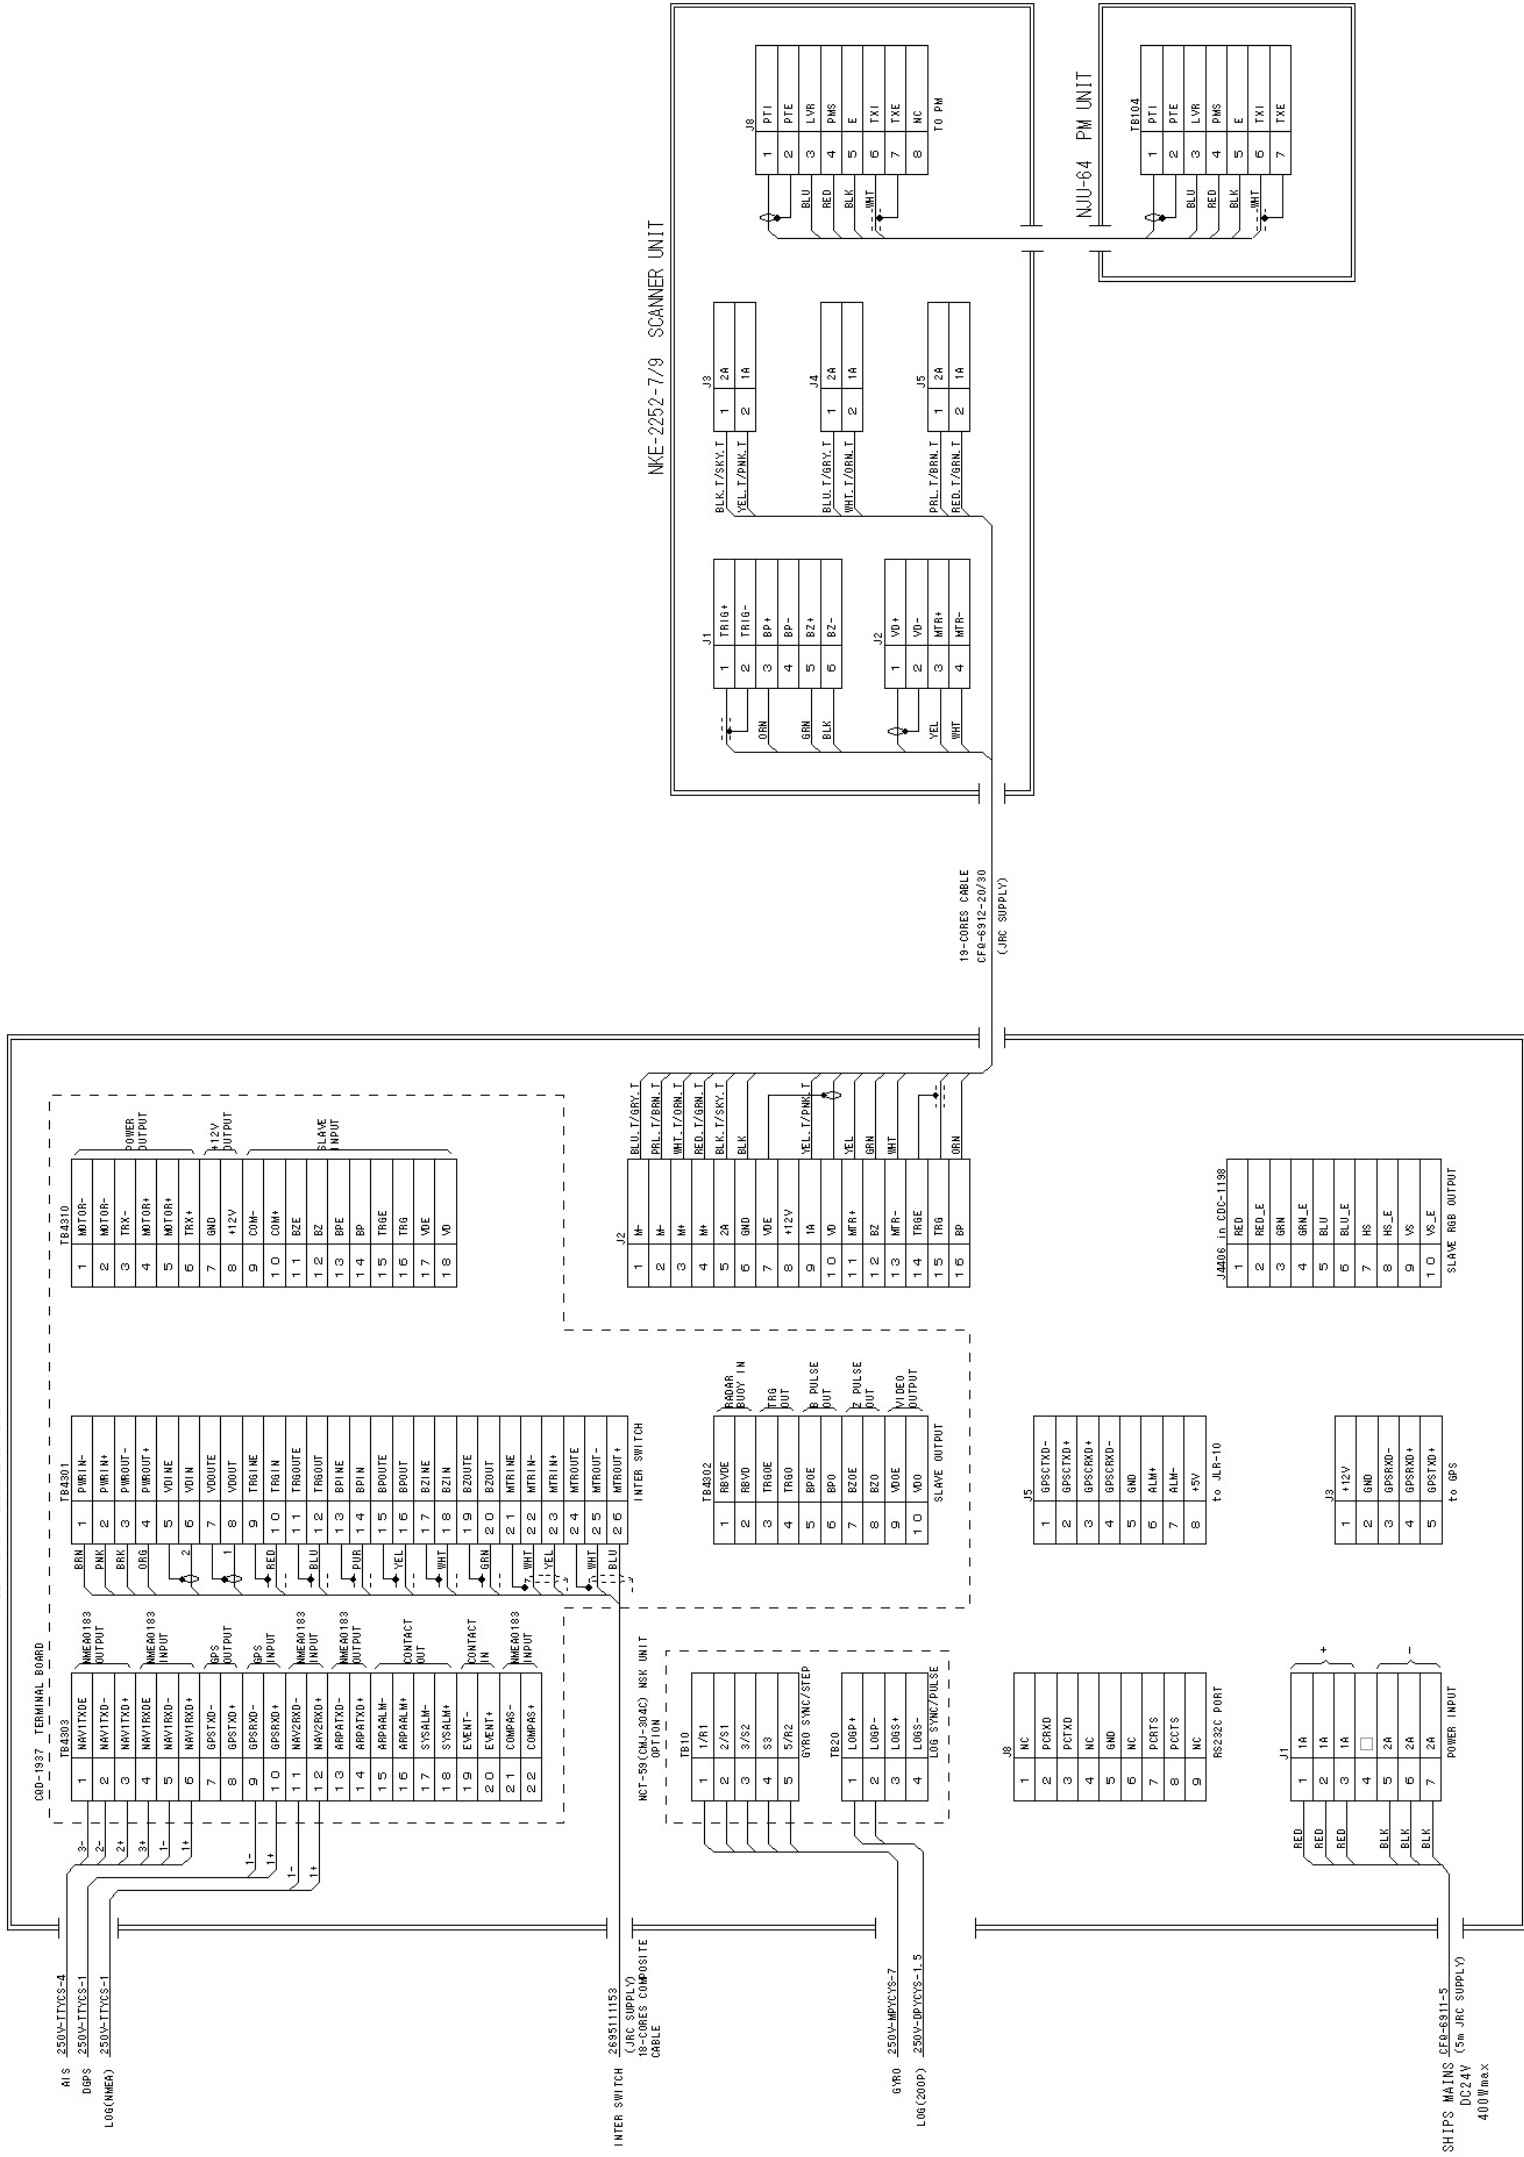 AIS 250V-TTYCS-4
DGPS 250V-TTYCS-1
LOG(NMEA) 250V-TTYCS-1
INTER SWITCH 2695111153
(JRC SUPPLY)
18-CORES COMPOSITE
CABLE
GYRO 250V-MPYCYS-7
LOG(200P) 250V-DPYCYS-1.5
SHIPS MAINS CFQ-6911-5
DC24V (5m JRC SUPPLY)
400Wmax
CQD-1937 TERMINAL BOARD
TB4303
3- 1 NAV1TXDE
2- 2 NAV1TXD-
2+ 3 NAV1TXD+
NMEA0183
OUTPUT
3+ 4 NAV1RXDE
1- 5 NAV1RXD-
1+ 6 NAV1RXD+
NMEA0183
INPUT
7 GPSTXD-
8 GPSTXD+
GPS
OUTPUT
1- 9 GPSRXD-
1+ 10 GPSRXD+
GPS
INPUT
1- 11 NAV2RXD-
1+ 12 NAV2RXD+
NMEA0183
INPUT
13 ARPATXD-
14 ARPATXD+
NMEA0183
OUTPUT
15 ARPAALM-
16 ARPAALM+
17 SYSALM-
18 SYSALM+
CONTACT
OUT
19 EVENT-
20 EVENT+
CONTACT
IN
21 COMPAS-
22 COMPAS+
NMEA0183
INPUT
NCT-59(CMJ-304C) NSK UNIT
OPTION
TB10
1 1/R1
2 2/S1
3 3/S2
4 S3
5 5/R2
GYRO SYNC/STEP
TB20
1 LOGP+
2 LOGP-
3 LOGS+
4 LOGS-
LOG SYNC/PULSE
J8
1 NC
2 PCRXD
3 PCTXD
4 NC
5 GND
6 NC
7 PCRTS
8 PCCTS
9 NC
RS232C PORT
J1
RED 1 1A
RED 2 1A
RED 3 1A
+
4
BLK 5 2A
BLK 6 2A
BLK 7 2A
-
POWER INPUT
TB4301
BRN 1 PWRIN-
PNK 2 PWRIN+
BRK 3 PWROUT-
ORG 4 PWROUT+
5 VDINE
2 6 VDIN
7 VDOUTE
1 8 VDOUT
9 TRGINE
RED 10 TRGIN
11 TRGOUTE
BLU 12 TRGOUT
13 BPINE
PUR 14 BPIN
15 BPOUTE
YEL 16 BPOUT
17 BZINE
WHT 18 BZIN
19 BZOUTE
GRN 20 BZOUT
21 MTRINE
WHT 22 MTRIN-
YEL 23 MTRIN+
24 MTROUTE
WHT 25 MTROUT-
BLU 26 MTROUT+
INTER SWITCH
TB4302
1 RBVDE
2 RBVD
RADAR
BUOY IN
3 TRGOE
4 TRGO
TRG
OUT
5 BPOE
6 BPO
B PULSE
OUT
7 BZOE
8 BZO
Z PULSE
OUT
9 VDOE
10 VDO
VIDEO
OUTPUT
SLAVE OUTPUT
J5
1 GPSCTXD-
2 GPSCTXD+
3 GPSCRXD+
4 GPSCRXD-
5 GND
6 ALM+
7 ALM-
8 +5V
to JLR-10
J3
1 +12V
2 GND
3 GPSRXD-
4 GPSRXD+
5 GPSTXD+
to GPS
TB4310
1 MOTOR-
2 MOTOR-
3 TRX-
4 MOTOR+
5 MOTOR+
6 TRX+
POWER
OUTPUT
7 GND
8 +12V
+12V
OUTPUT
9 COM-
10 COM+
11 BZE
12 BZ
13 BPE
14 BP
15 TRGE
16 TRG
17 VDE
18 VD
SLAVE
INPUT
J2
1 M- BLU.T/GRY.T
2 M- PRL.T/BRN.T
3 M+ WHT.T/ORN.T
4 M+ RED.T/GRN.T
5 2A BLK.T/SKY.T
6 GND BLK
7 VDE
8 +12V
9 1A YEL.T/PNK.T
10 VD
11 MTR+ YEL
12 BZ GRN
13 MTR- WHT
14 TRGE
15 TRG
16 BP ORN
J4406 in CDC-1198
1 RED
2 RED_E
3 GRN
4 GRN_E
5 BLU
6 BLU_E
7 HS
8 HS_E
9 VS
10 VS_E
SLAVE RGB OUTPUT
19-CORES CABLE
CFQ-6912-20/30
(JRC SUPPLY)
NKE-2252-7/9 SCANNER UNIT
J1
1 TRIG+
2 TRIG-
ORN 3 BP+
4 BP-
GRN 5 BZ+
BLK 6 BZ-
J2
1 VD+
2 VD-
YEL 3 MTR+
WHT 4 MTR-
J3
BLK.T/SKY.T 1 2A
YEL.T/PNK.T 2 1A
J4
BLU.T/GRY.T 1 2A
WHT.T/ORN.T 2 1A
J5
PRL.T/BRN.T 1 2A
RED.T/GRN.T 2 1A
J8
1 PTI
2 PTE
BLU 3 LVR
RED 4 PMS
BLK 5 E
WHT 6 TXI
7 TXE
8 NC
TO PM
NJU-64 PM UNIT
TB104
1 PTI
2 PTE
BLU 3 LVR
RED 4 PMS
BLK 5 E
WHT 6 TXI
7 TXE